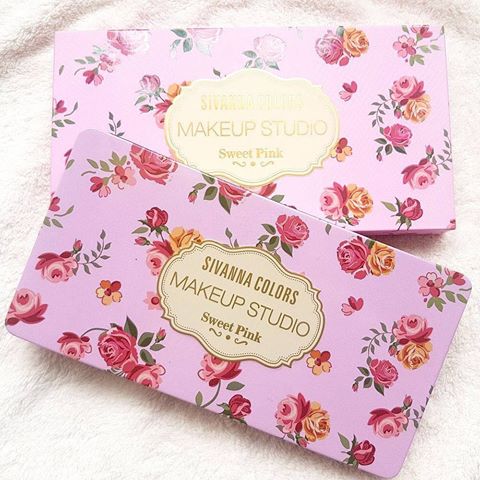 SIVANNA COLORS
MAKEUP STUDIO
Sweet Pink
SIVANNA COLORS
MAKEUP STUDIO
Sweet Pink